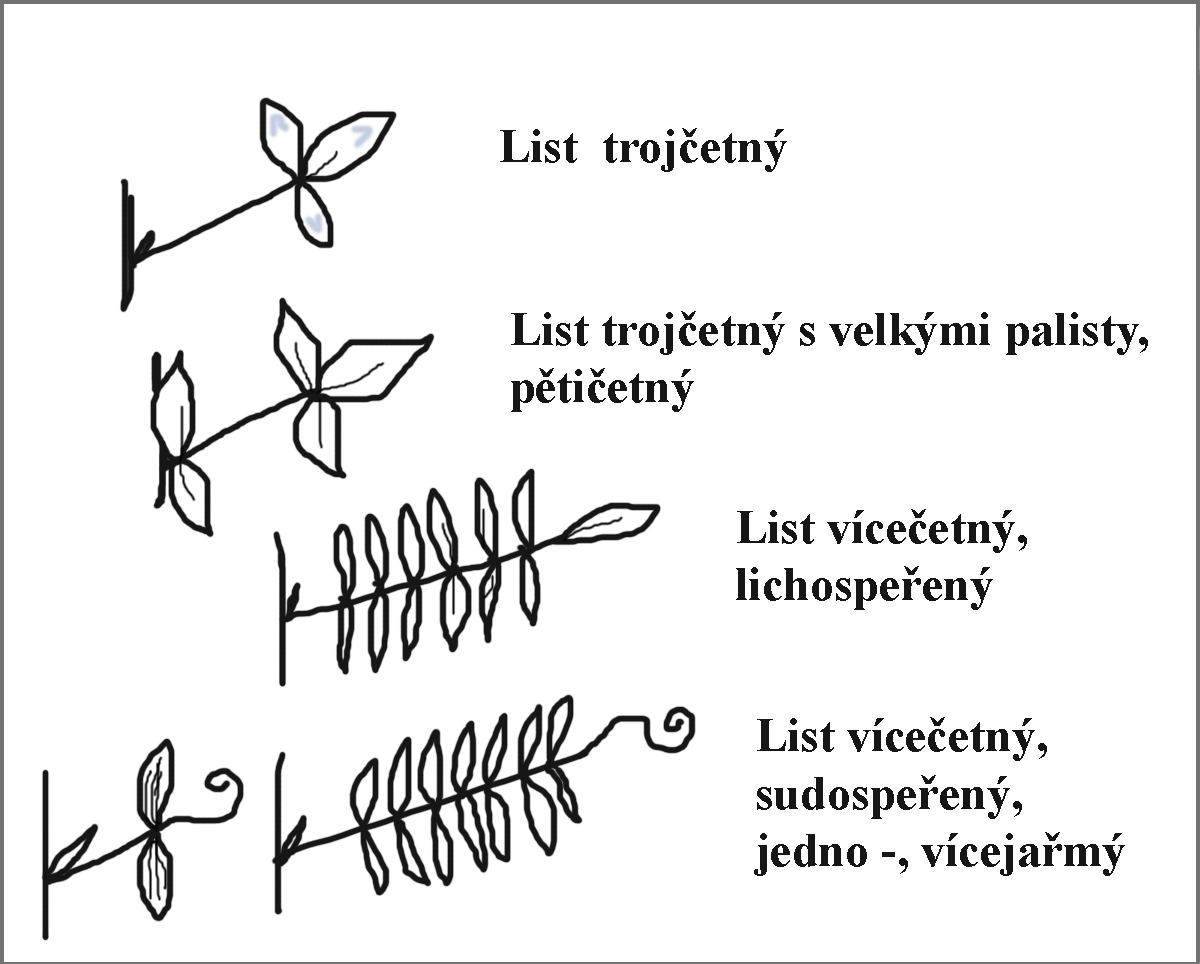 List trojčetný
List trojčetný s velkými palisty,
pětičetný
List vícečetný,
lichospeřený
List vícečetný,
sudospeřený,
jedno -, vícejařmý